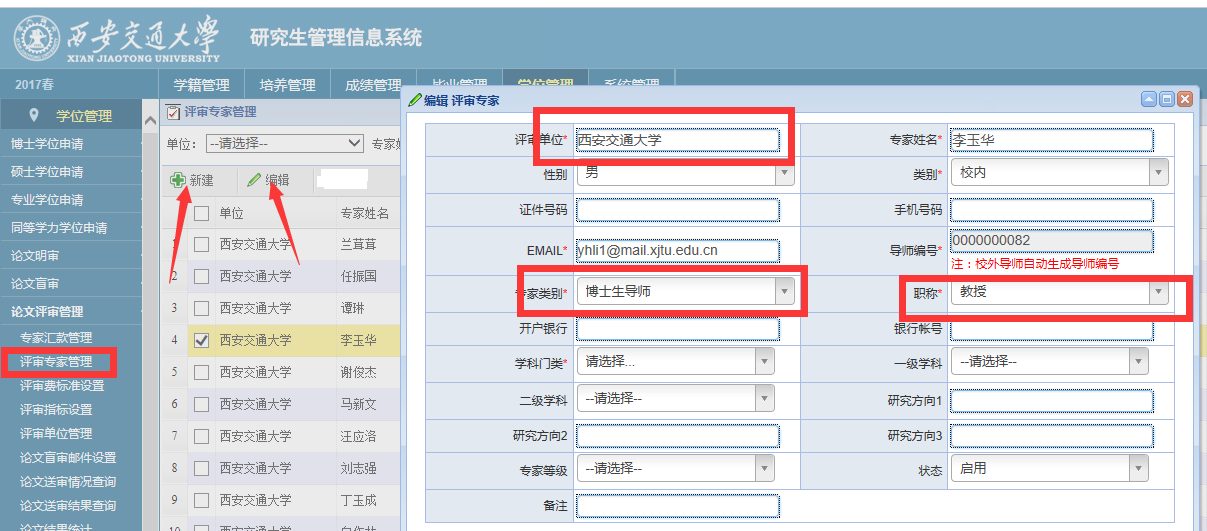 西安交通大学
XI'AN JIAOTONG UNIVERSITY
研究生管理信息系统
2017春
学籍管理 培养管理 成绩管理 毕业管理 学位管理 系统管理
学位管理
博士学位申请
硕士学位申请
专业学位申请
同等学力学位申请
论文明审
论文盲审
论文评审管理
专家汇款管理
评审专家管理
评审费标准设置
评审指标设置
评审单位管理
论文盲审邮件设置
论文送审情况查询
论文送审结果查询
论文结果统计
评审专家管理
单位: --请选择-- 专家
新建 编辑
单位 专家姓名
西安交通大学 兰茸茸
2 西安交通大学 任振国
3 西安交通大学 谭琳
4 西安交通大学 李玉华
5 西安交通大学 谢俊杰
6 西安交通大学 马新文
7 西安交通大学 汪应洛
8 西安交通大学 刘志强
9 西安交通大学 丁玉成
10 西安交通大学
编辑 评审专家
评审单位* 西安交通大学 专家姓名* 李玉华
性别 男 类别* 校内
证件号码 手机号码
EMAIL* yhli1@mail.xjtu.edu.cn 导师编号* 0000000082
注：校外导师自动生成导师编号
专家类别* 博士生导师 职称* 教授
开户银行 银行帐号
学科门类* 请选择... 一级学科 --请选择--
二级学科 --请选择-- 研究方向1
研究方向2 研究方向3
专家等级 --请选择-- 状态 启用
备注